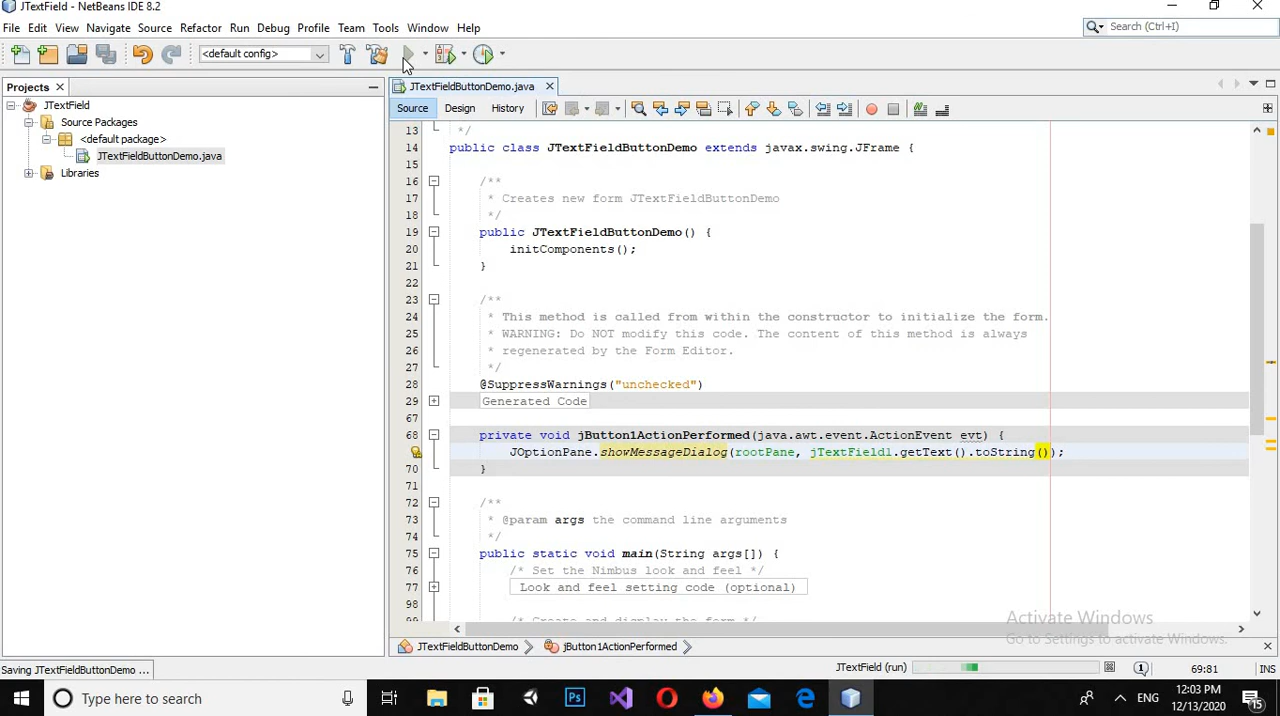 JTextField - NetBeans IDE 8.2
File Edit View Navigate Source Refactor Run Debug Profile Team Tools Window Help
Search (Ctrl+I)
<default config>
Projects
JTextFieldButtonDemo.java
JTextField
Source Packages
<default package>
JTextFieldButtonDemo.java
Libraries
Source Design History
13 */
14 public class JTextFieldButtonDemo extends javax.swing.JFrame {
15
16 /**
17 * Creates new form JTextFieldButtonDemo
18 */
19 public JTextFieldButtonDemo() {
20 initComponents();
21 }
22
23 /**
24 * This method is called from within the constructor to initialize the form.
25 * WARNING: Do NOT modify this code. The content of this method is always
26 * regenerated by the Form Editor.
27 */
28 @SuppressWarnings("unchecked")
29 Generated Code
67
68 private void jButton1ActionPerformed(java.awt.event.ActionEvent evt) {
JOptionPane.showMessageDialog(rootPane, jTextField1.getText().toString());
70 }
71
72 /**
73 * @param args the command line arguments
74 */
75 public static void main(String args[]) {
76 /* Set the Nimbus look and feel */
77 Look and feel setting code (optional)
98
99 /* Create and display the form */
Activate Windows
Go to Settings to activate Windows.
JTextFieldButtonDemo jButton1ActionPerformed
Saving JTextFieldButtonDemo ...
JTextField (run)
1
69:81
INS
Type here to search
Ps
ENG
12:03 PM
12/13/2020
15